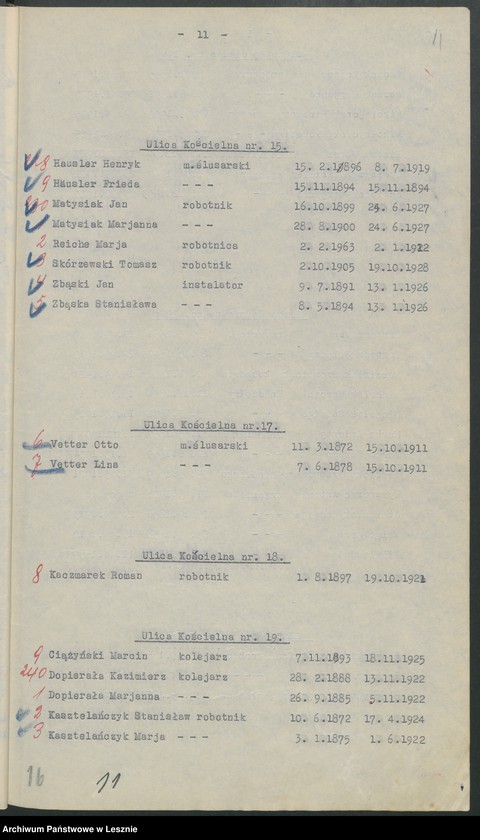 - 11 -
11
Ulica Kościelna nr. 15.
8 Hausler Henryk m.ślusarski 15. 2.1896 8. 7.1919
9 Häusler Frieda - - - 15.11.1894 15.11.1894
Matysiak Jan robotnik 16.10.1899 24. 6.1927
Matysiak Marjanna - - - 28. 8.1900 24. 6.1927
2 Reichs Marja robotnica 2. 2.1963 2. 1.1922
3 Skórzewski Tomasz robotnik 2.10.1905 19.10.1928
4 Zbąski Jan instalator 9. 7.1891 13. 1.1926
5 Zbąska Stanisława - - - 8. 5.1894 13. 1.1926
Ulica Kościelna nr.17.
6 Vetter Otto m.ślusarski 11. 3.1872 15.10.1911
7 Vetter Lina - - - 7. 6.1878 15.10.1911
Ulica Kościelna nr. 18.
8 Kaczmarek Roman robotnik 1. 8.1897 19.10.1921
Ulica Kościelna nr. 19.
9 Ciążyński Marcin kolejarz 7.11.1893 18.11.1925
240 Dopierała Kazimierz kolejarz 28. 2.1888 13.11.1922
1 Dopierała Marjanna - - - 26. 9.1885 5.11.1922
2 Kasztelańczyk Stanisław robotnik 10. 6.1872 17. 4.1924
3 Kasztelańczyk Marja - - - 3. 1.1875 1. 6.1922
16 11
Archiwum Państwowe w Lesznie